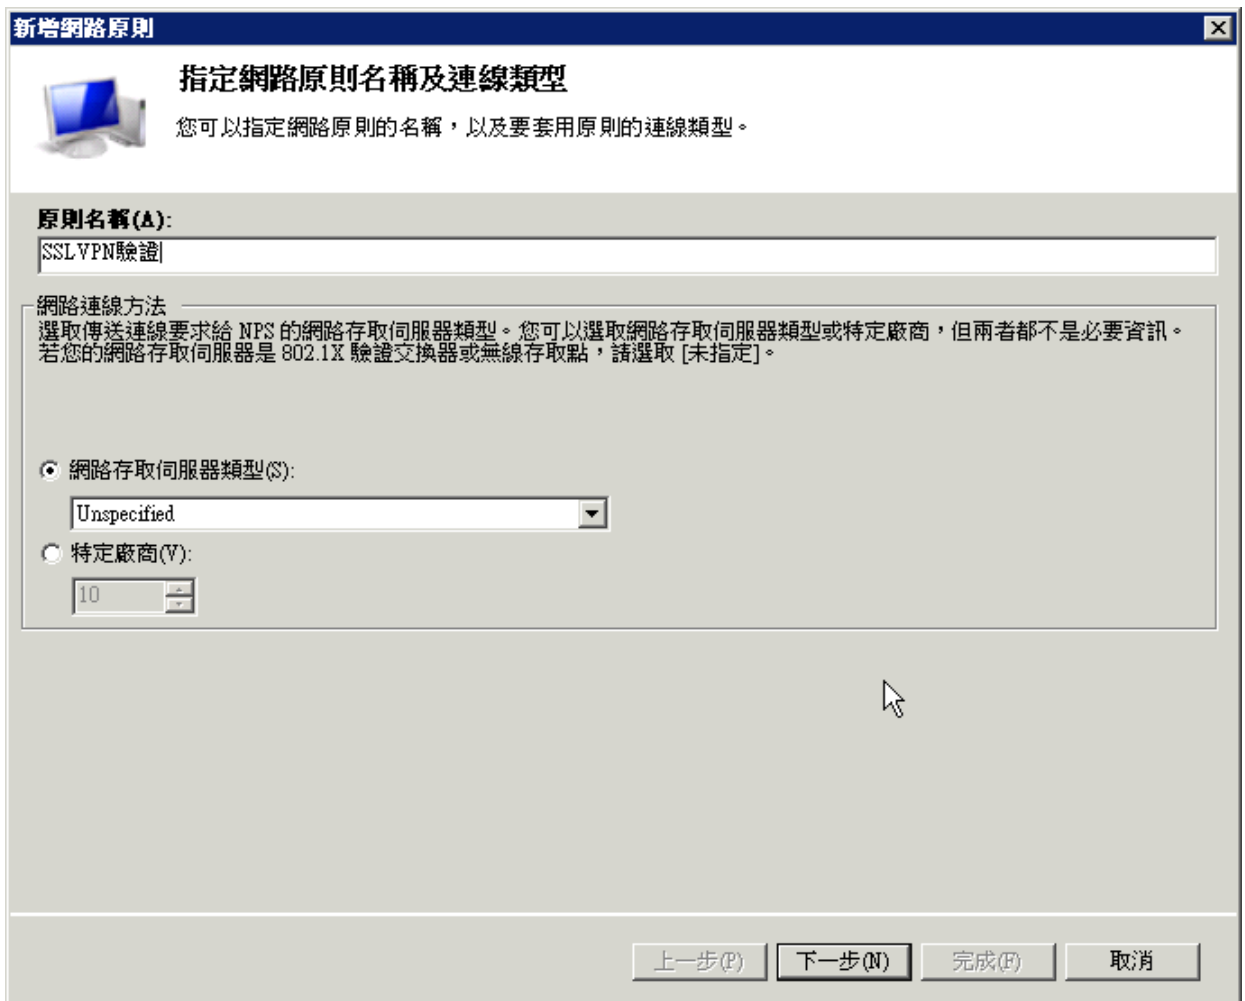 新增網路原則
指定網路原則名稱及連線類型
您可以指定網路原則的名稱，以及要套用原則的連線類型。
原則名稱(A):
SSLVPN驗證
網路連線方法
選取傳送連線要求給 NPS 的網路存取伺服器類型。您可以選取網路存取伺服器類型或特定廠商，但兩者都不是必要資訊。
若您的網路存取伺服器是 802.1X 驗證交換器或無線存取點，請選取 [未指定]。
網路存取伺服器類型(S):
Unspecified
特定廠商(V):
10
上一步(P)
下一步(N)
完成(F)
取消